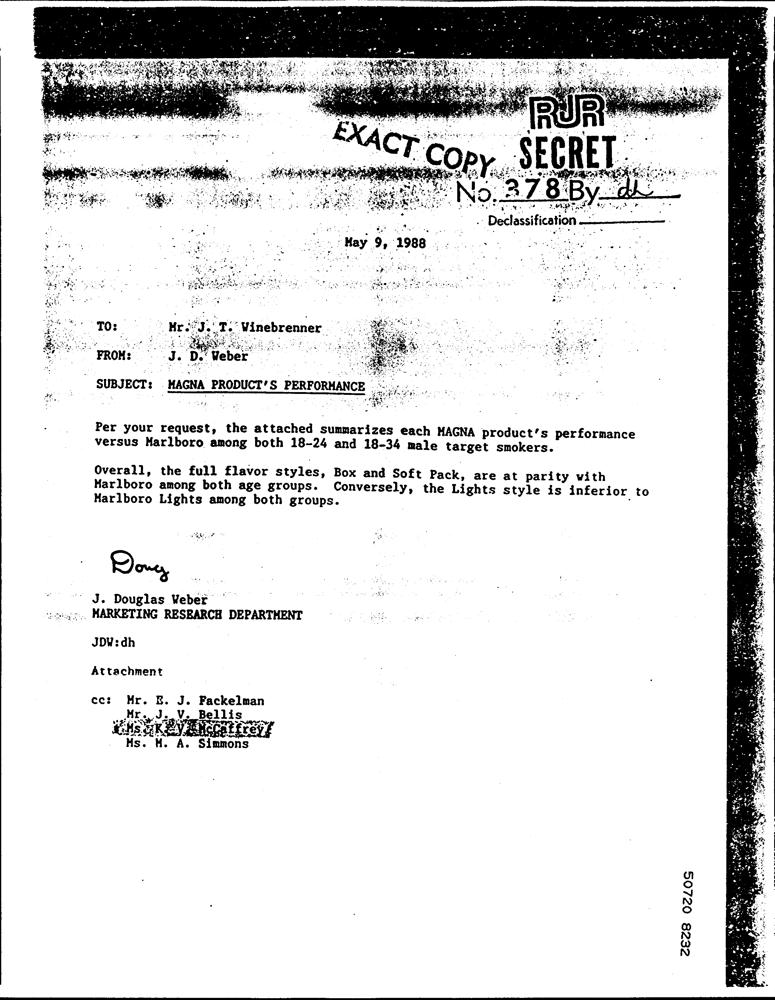 RJR
EXACT COPY SECRET
No. 378 By dh
Declassification
May 9, 1988
TO: Mr. J. T. Winebrenner
FROM: J. D. Weber
SUBJECT: MAGNA PRODUCT'S PERFORMANCE
Per your request, the attached summarizes each MAGNA product's performance
versus Marlboro among both 18-24 and 18-34 male target smokers.
Overall, the full flavor styles, Box and Soft Pack, are at parity with
Marlboro among both age groups. Conversely, the Lights style is inferior to
Marlboro Lights among both groups.
Doug
J. Douglas Weber
MARKETING RESEARCH DEPARTMENT
JDW:dh
Attachment
cc: Mr. E. J. Fackelman
Mr. J. V. Bellis
Ms. K. V. McCaffrey
Ms. M. A. Simmons
50720 8232